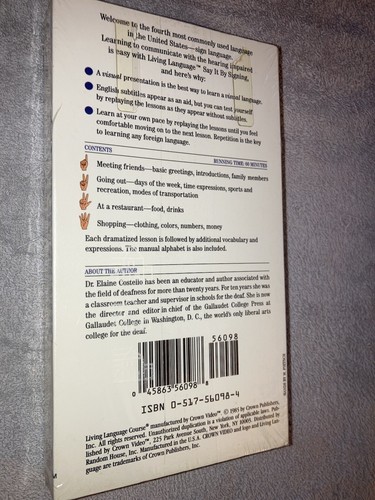 Welcome to the fourth most commonly used language
in the United States—sign language.
Learning to communicate with the hearing impaired
is easy with Living Language™ Say It By Signing,
and here's why:
A visual presentation is the best way to learn a visual language.
English subtitles appear as an aid, but you can test yourself
by replaying the lessons as they appear without subtitles.
Learn at your own pace by replaying the lessons until you feel
comfortable moving on to the next lesson. Repetition is the key
to learning any foreign language.
CONTENTS RUNNING TIME: 60 MINUTES
Meeting friends—basic greetings, introductions, family members
Going out—days of the week, time expressions, sports and
recreation, modes of transportation
At a restaurant—food, drinks
Shopping—clothing, colors, numbers, money
Each dramatized lesson is followed by additional vocabulary and
expressions. The manual alphabet is also included.
ABOUT THE AUTHOR
Dr. Elaine Costello has been an educator and author associated with
the field of deafness for more than twenty years. For ten years she was
a classroom teacher and supervisor in schools for the deaf. She is now
the director and editor in chief of the Gallaudet College Press at
Gallaudet College in Washington, D. C., the world's only liberal arts
college for the deaf.
56098
0 45863 56098 8
ISBN 0-517-56098-4
Living Language Course® manufactured by Crown Video™. © 1985 by Crown Publishers,
Inc. All rights reserved. Unauthorized duplication is a violation of applicable laws. Pub-
lished by Crown Video™, 225 Park Avenue South, New York, NY 10003. Distributed by
Random House, Inc. Manufactured in the U.S.A. CROWN VIDEO and logo and Living Lan-
guage are trademarks of Crown Publishers, Inc.